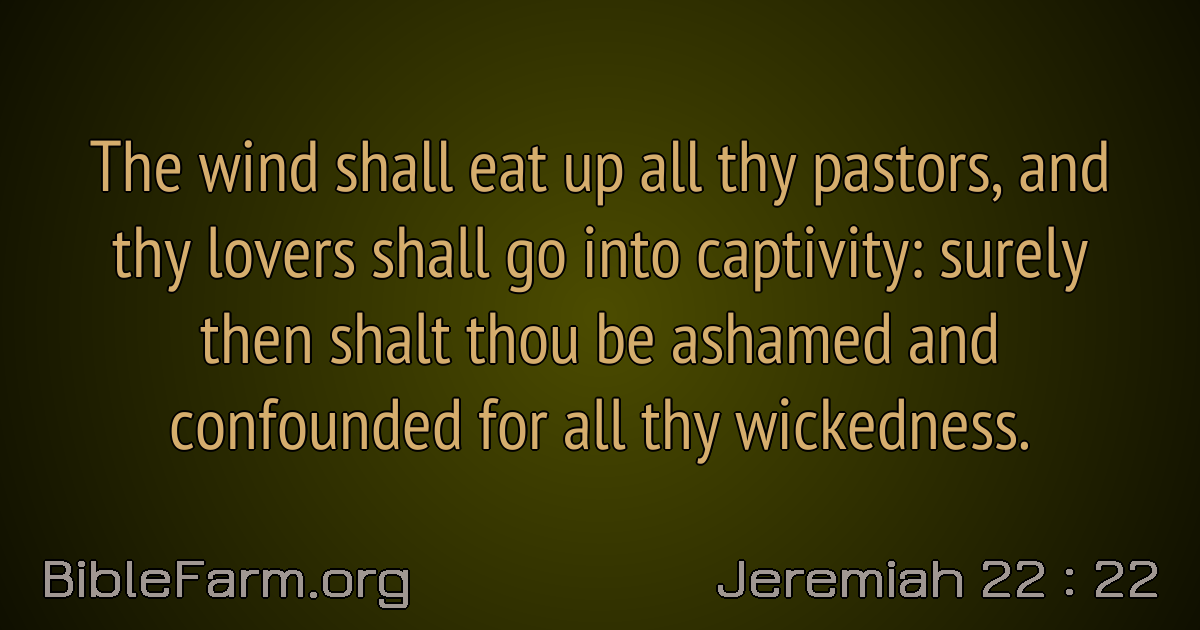 The wind shall eat up all thy pastors, and
thy lovers shall go into captivity: surely
then shalt thou be ashamed and
confounded for all thy wickedness.
BibleFarm.org
Jeremiah 22 : 22